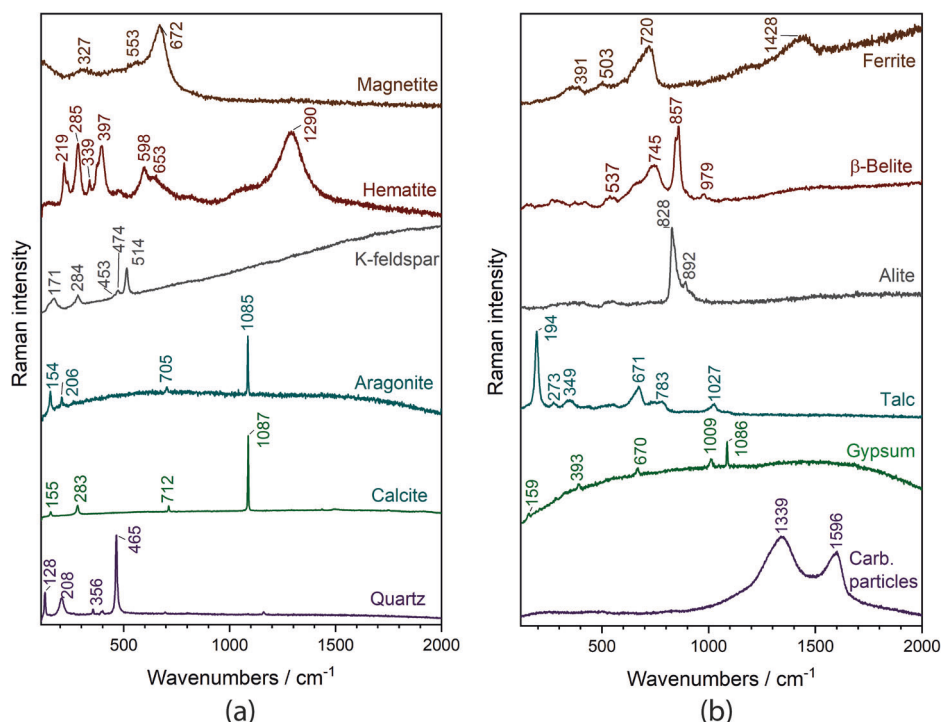 327
553
672
Magnetite
219
285
339
397
598
653
1290
Hematite
171
284
453
474
514
K-feldspar
154
206
705
1085
Aragonite
155
283
712
1087
Calcite
128
208
356
465
Quartz
Raman intensity
500 1000 1500 2000
Wavenumbers / cm⁻¹
(a)
391
503
720
1428
Ferrite
537
745
857
979
β-Belite
828
892
Alite
194
273
349
671
783
1027
Talc
159
393
670
1009
1086
Gypsum
1339
1596
Carb.
particles
Raman intensity
500 1000 1500 2000
Wavenumbers / cm⁻¹
(b)